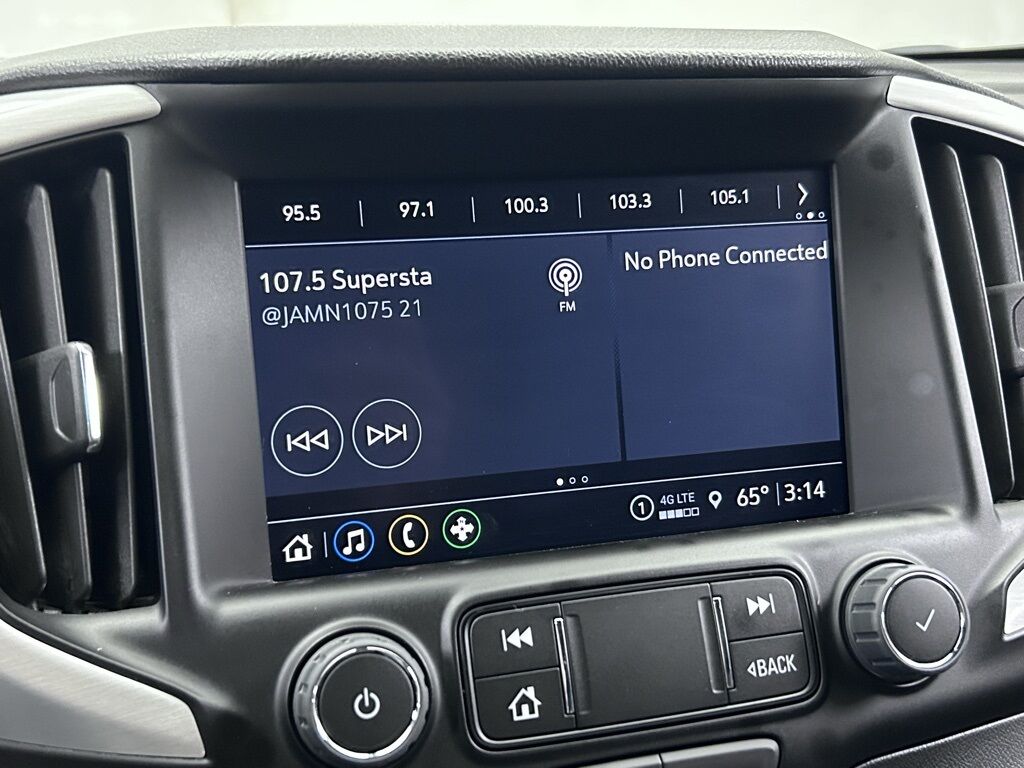 95.5 | 97.1 | 100.3 | 103.3 | 105.1 |
107.5 Supersta
@JAMN1075 21
FM
No Phone Connected
1 4G LTE 65° 3:14
BACK